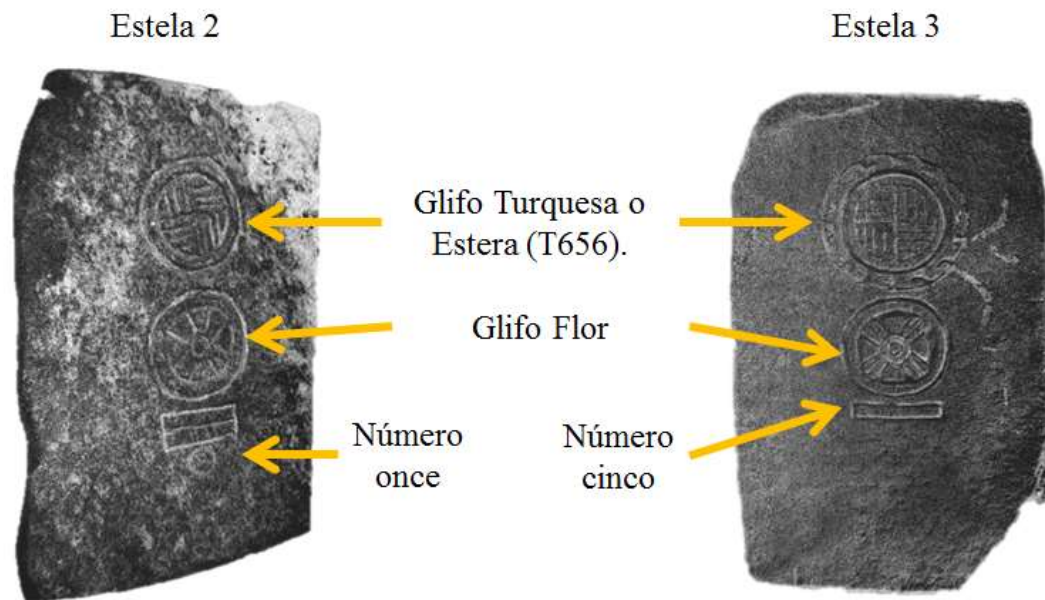 Estela 2
Estela 3
Glifo Turquesa o
Estera (T656).
Glifo Flor
Número
once
Número
cinco